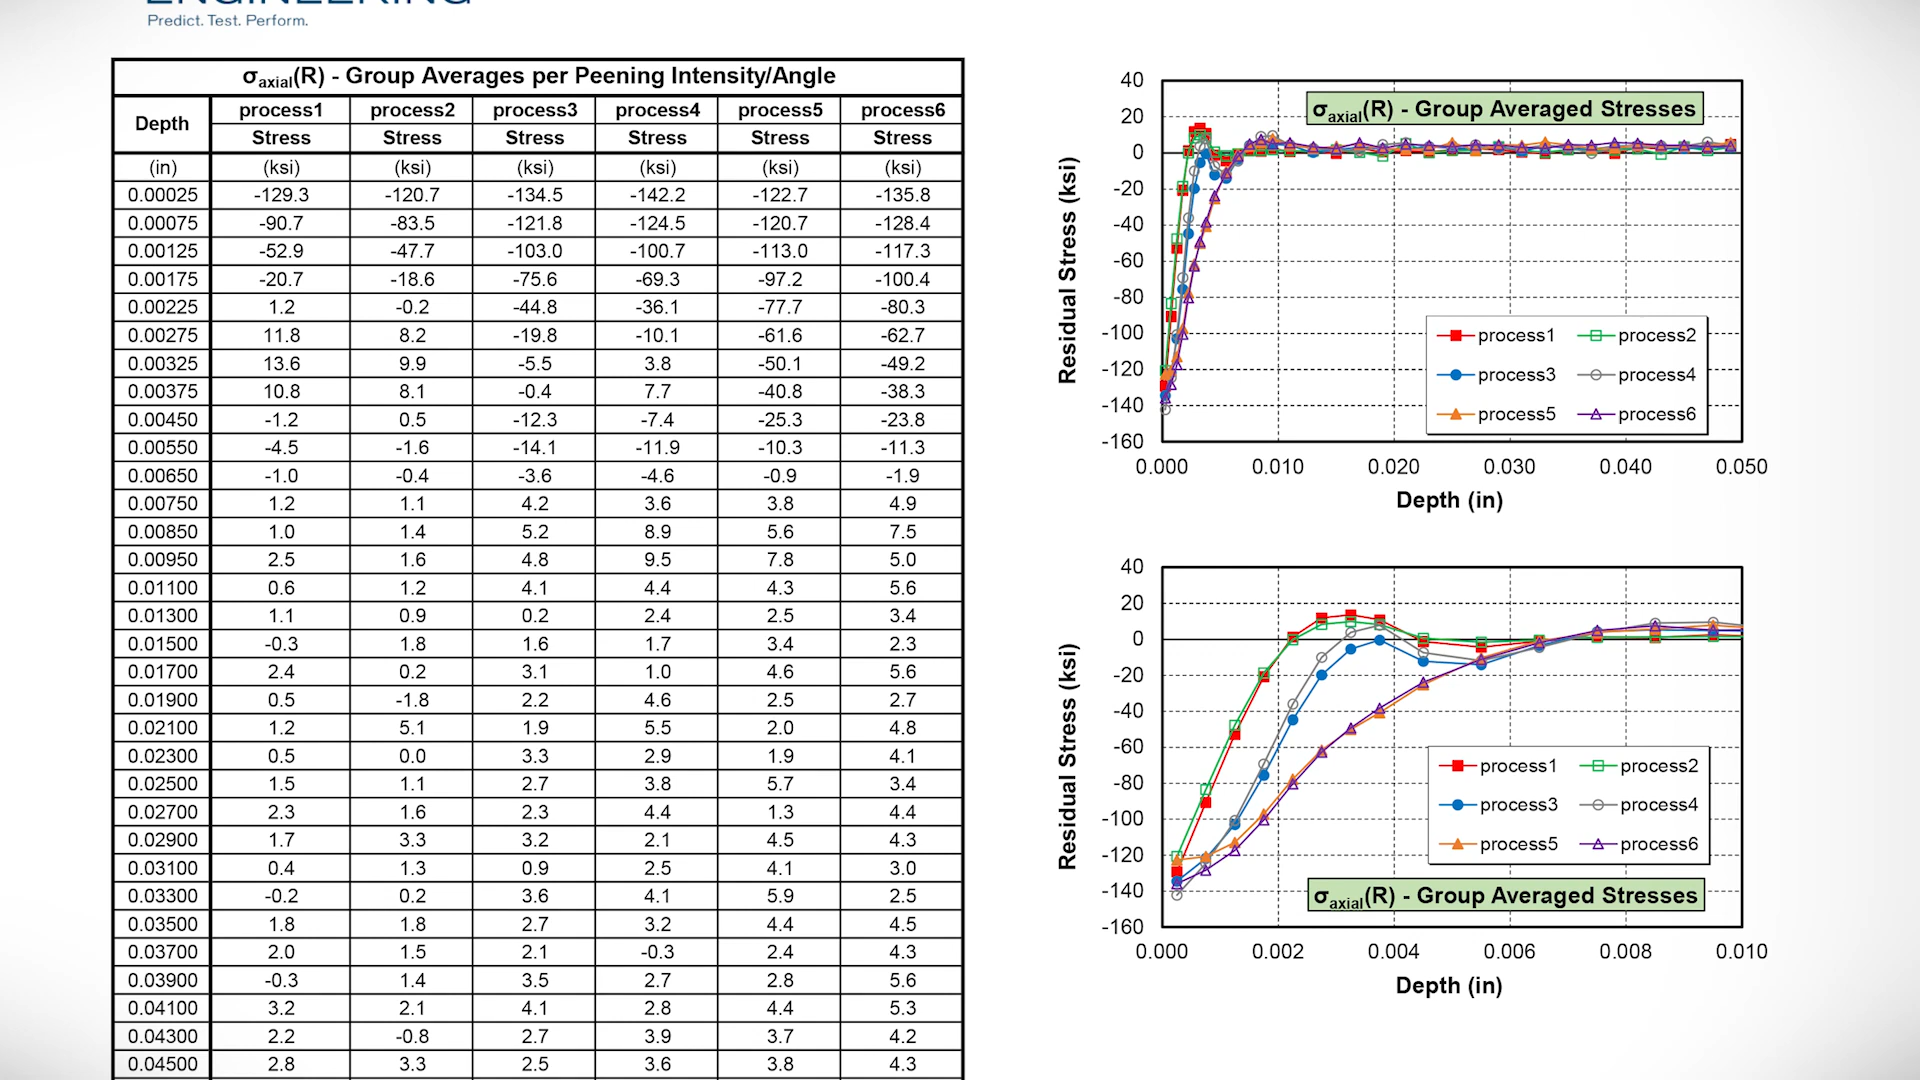 ENGINEERING
Predict. Test. Perform.
σaxial(R) - Group Averages per Peening Intensity/Angle
Depth process1 process2 process3 process4 process5 process6
Stress Stress Stress Stress Stress Stress
(in) (ksi) (ksi) (ksi) (ksi) (ksi) (ksi)
0.00025 -129.3 -120.7 -134.5 -142.2 -122.7 -135.8
0.00075 -90.7 -83.5 -121.8 -124.5 -120.7 -128.4
0.00125 -52.9 -47.7 -103.0 -100.7 -113.0 -117.3
0.00175 -20.7 -18.6 -75.6 -69.3 -97.2 -100.4
0.00225 1.2 -0.2 -44.8 -36.1 -77.7 -80.3
0.00275 11.8 8.2 -19.8 -10.1 -61.6 -62.7
0.00325 13.6 9.9 -5.5 3.8 -50.1 -49.2
0.00375 10.8 8.1 -0.4 7.7 -40.8 -38.3
0.00450 -1.2 0.5 -12.3 -7.4 -25.3 -23.8
0.00550 -4.5 -1.6 -14.1 -11.9 -10.3 -11.3
0.00650 -1.0 -0.4 -3.6 -4.6 -0.9 -1.9
0.00750 1.2 1.1 4.2 3.6 3.8 4.9
0.00850 1.0 1.4 5.2 8.9 5.6 7.5
0.00950 2.5 1.6 4.8 9.5 7.8 5.0
0.01100 0.6 1.2 4.1 4.4 4.3 5.6
0.01300 1.1 0.9 0.2 2.4 2.5 3.4
0.01500 -0.3 1.8 1.6 1.7 3.4 2.3
0.01700 2.4 0.2 3.1 1.0 4.6 5.6
0.01900 0.5 -1.8 2.2 4.6 2.5 2.7
0.02100 1.2 5.1 1.9 5.5 2.0 4.8
0.02300 0.5 0.0 3.3 2.9 1.9 4.1
0.02500 1.5 1.1 2.7 3.8 5.7 3.4
0.02700 2.3 1.6 2.3 4.4 1.3 4.4
0.02900 1.7 3.3 3.2 2.1 4.5 4.3
0.03100 0.4 1.3 0.9 2.5 4.1 3.0
0.03300 -0.2 0.2 3.6 4.1 5.9 2.5
0.03500 1.8 1.8 2.7 3.2 4.4 4.5
0.03700 2.0 1.5 2.1 -0.3 2.4 4.3
0.03900 -0.3 1.4 3.5 2.7 2.8 5.6
0.04100 3.2 2.1 4.1 2.8 4.4 5.3
0.04300 2.2 -0.8 2.7 3.9 3.7 4.2
0.04500 2.8 3.3 2.5 3.6 3.8 4.3
σaxial(R) - Group Averaged Stresses
Residual Stress (ksi)
40
20
0
-20
-40
-60
-80
-100
-120
-140
-160
process1 process2
process3 process4
process5 process6
0.000 0.010 0.020 0.030 0.040 0.050
Depth (in)
Residual Stress (ksi)
40
20
0
-20
-40
-60
-80
-100
-120
-140
-160
process1 process2
process3 process4
process5 process6
σaxial(R) - Group Averaged Stresses
0.000 0.002 0.004 0.006 0.008 0.010
Depth (in)